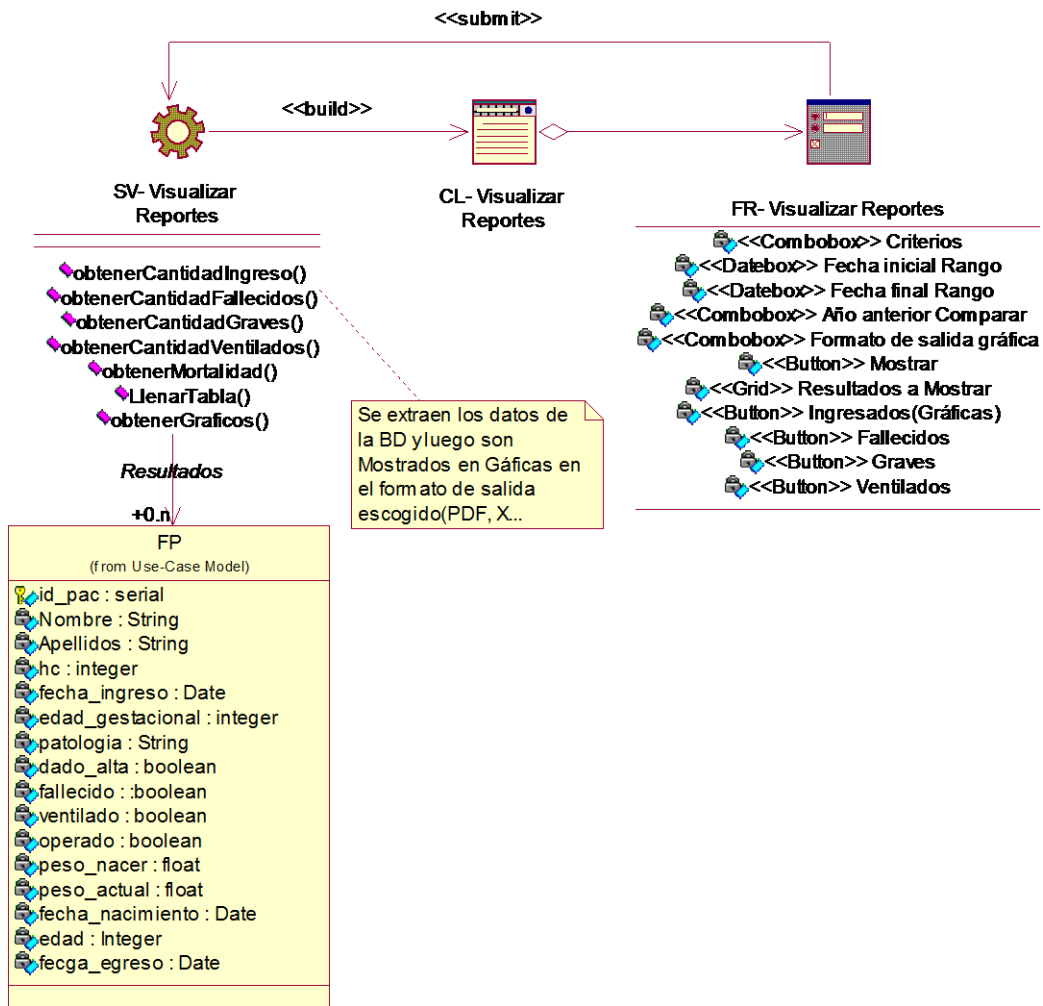 <<submit>>
<<build>>
SV- Visualizar
Reportes
CL- Visualizar
Reportes
FR- Visualizar Reportes
obtenerCantidadIngreso()
obtenerCantidadFallecidos()
obtenerCantidadGraves()
obtenerCantidadVentilados()
obtenerMortalidad()
LlenarTabla()
obtenerGraficos()
<<Combobox>> Criterios
<<Datebox>> Fecha inicial Rango
<<Datebox>> Fecha final Rango
<<Combobox>> Año anterior Comparar
<<Combobox>> Formato de salida gráfica
<<Button>> Mostrar
<<Grid>> Resultados a Mostrar
<<Button>> Ingresados(Gráficas)
<<Button>> Fallecidos
<<Button>> Graves
<<Button>> Ventilados
Se extraen los datos de
la BD y luego son
Mostrados en Gáficas en
el formato de salida
escogido(PDF, X...
Resultados
+0..n
FP
(from Use-Case Model)
id_pac : serial
Nombre : String
Apellidos : String
hc : integer
fecha_ingreso : Date
edad_gestacional : integer
patologia : String
dado_alta : boolean
fallecido : :boolean
ventilado : boolean
operado : boolean
peso_nacer : float
peso_actual : float
fecha_nacimiento : Date
edad : Integer
fecga_egreso : Date